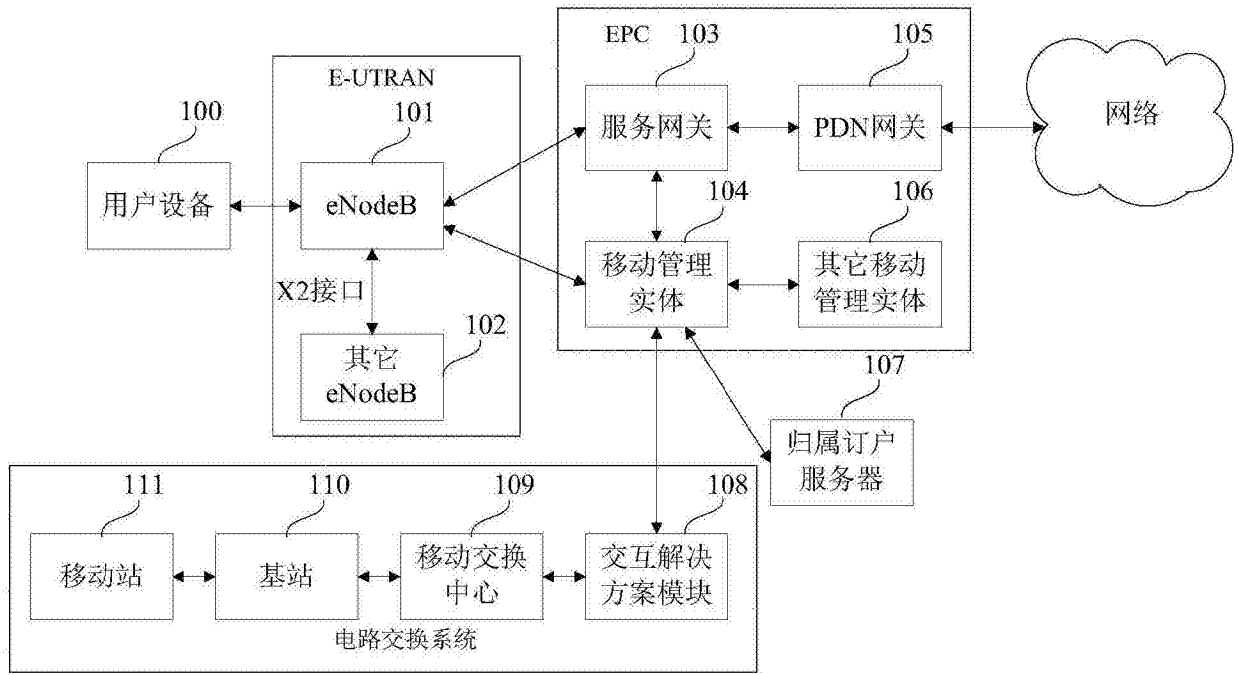 EPC
103
105
E-UTRAN
100
101
服务网关
PDN 网关
网络
用户设备
eNodeB
104
106
移动管理
实体
其它移动
管理实体
X2接口
102
其它
eNodeB
107
归属订户
服务器
111
110
109
108
移动站
基站
移动交换
中心
交互解决
方案模块
电路交换系统